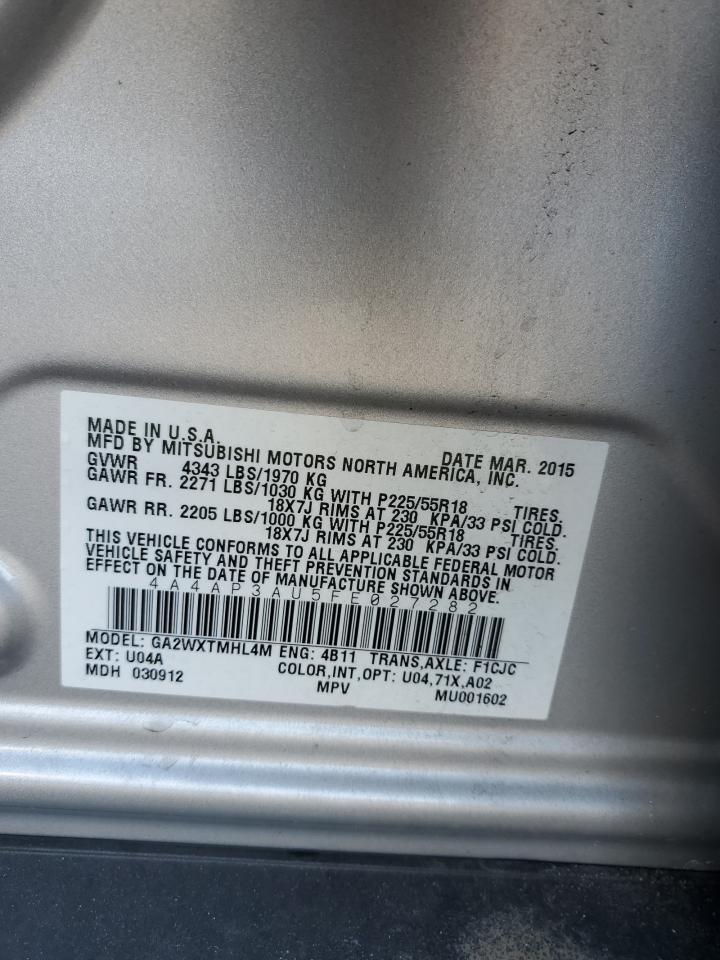 MADE IN U.S.A. DATE MAR. 2015
MFD BY MITSUBISHI MOTORS NORTH AMERICA, INC.
GVWR 4343 LBS/1970 KG
GAWR FR. 2271 LBS/1030 KG WITH P225/55R18 TIRES.
18X7J RIMS AT 230 KPA/33 PSI COLD.
GAWR RR. 2205 LBS/1000 KG WITH P225/55R18 TIRES.
18X7J RIMS AT 230 KPA/33 PSI COLD.
THIS VEHICLE CONFORMS TO ALL APPLICABLE FEDERAL MOTOR
VEHICLE SAFETY AND THEFT PREVENTION STANDARDS IN
EFFECT ON THE DATE OF MANUFACTURE SHOWN ABOVE.
4A4AP3AU5FE027282
MODEL: GA2WXTMHL4M ENG: 4B11 TRANS,AXLE: F1CJC
EXT: U04A COLOR,INT,OPT: U04,71X,A02
MDH 030912 MPV MU001602